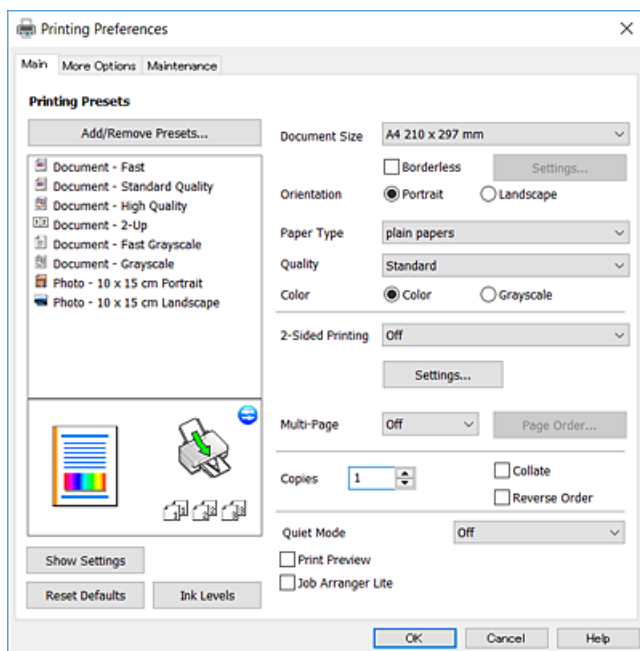 Printing Preferences
Main
More Options
Maintenance
Printing Presets
Add/Remove Presets...
Document - Fast
Document - Standard Quality
Document - High Quality
Document - 2-Up
Document - Fast Grayscale
Document - Grayscale
Photo - 10 x 15 cm Portrait
Photo - 10 x 15 cm Landscape
Show Settings
Reset Defaults
Ink Levels
Document Size
A4 210 x 297 mm
Borderless
Settings...
Orientation
Portrait
Landscape
Paper Type
plain papers
Quality
Standard
Color
Color
Grayscale
2-Sided Printing
Off
Settings...
Multi-Page
Off
Page Order...
Copies
1
Collate
Reverse Order
Quiet Mode
Off
Print Preview
Job Arranger Lite
OK
Cancel
Help